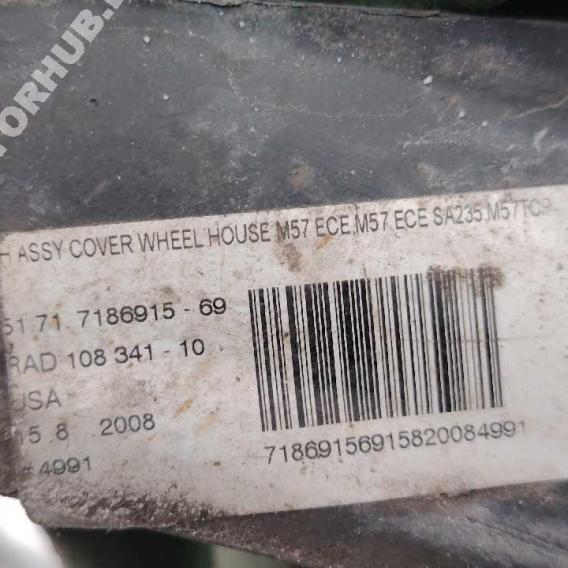 H ASSY COVER WHEEL HOUSE M57 ECE,M57 ECE SA235,M57TOP
51 71. 7186915 - 69
RAD 108 341 - 10
USA
15 8 2008
# 4991
71869156915820084991